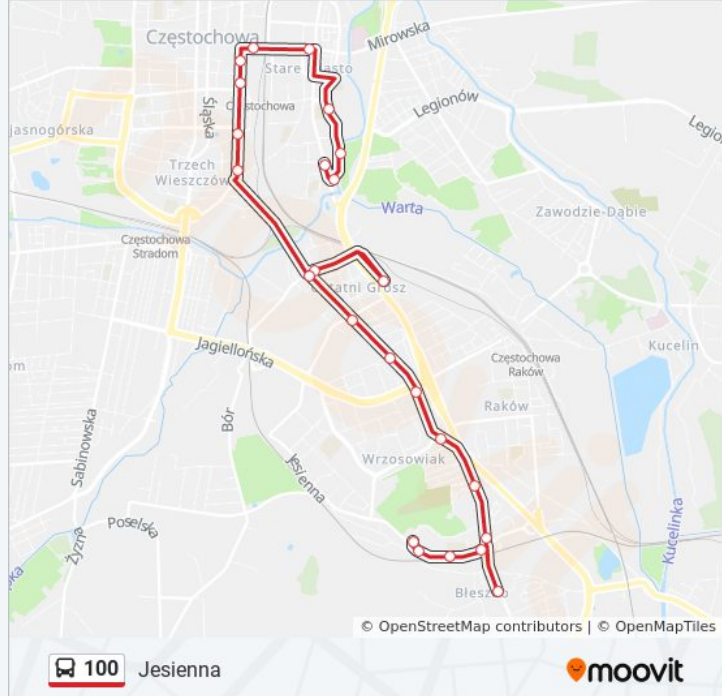 Częstochowa
Mirowska
Stare Miasto
Częstochowa
Śląska
Legionów
jasnogórska
Trzech
Wieszczów
Warta
Zawodzie-Dąbie
Częstochowa
Stradom
Ostatni Grosz
Kucelin
Jagiellońska
Częstochowa
Raków
Raków
Sabinowska
Bór
Wrzosowiak
Jesienna
Poselska
Żyzna
Kucelinka
Błeszno
© OpenStreetMap contributors | © OpenMapTiles
100 Jesienna
moovit